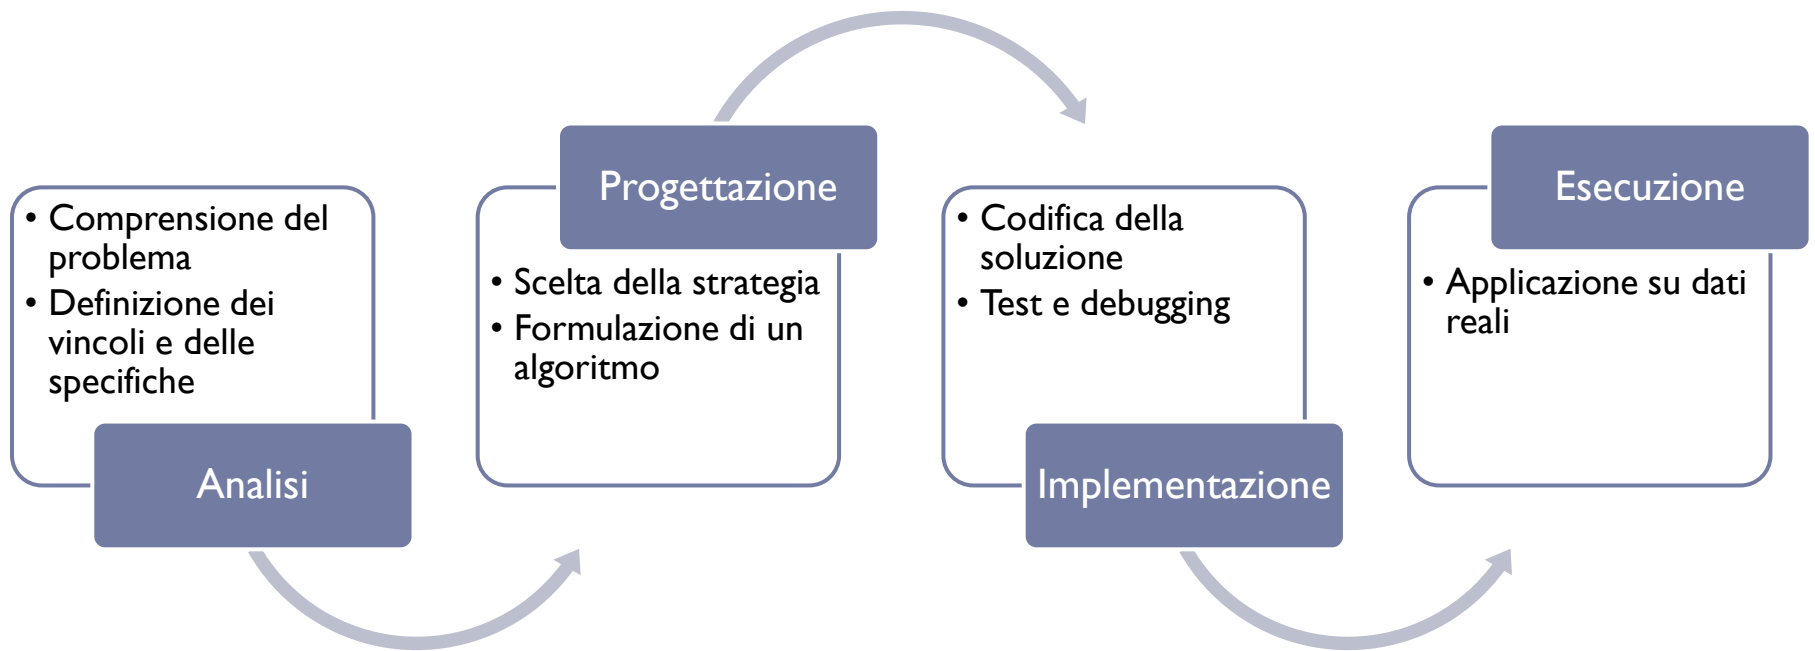 • Comprensione del
problema
• Definizione dei
vincoli e delle
specifiche
Analisi
Progettazione
• Scelta della strategia
• Formulazione di un
algoritmo
• Codifica della
soluzione
• Test e debugging
Implementazione
Esecuzione
• Applicazione su dati
reali